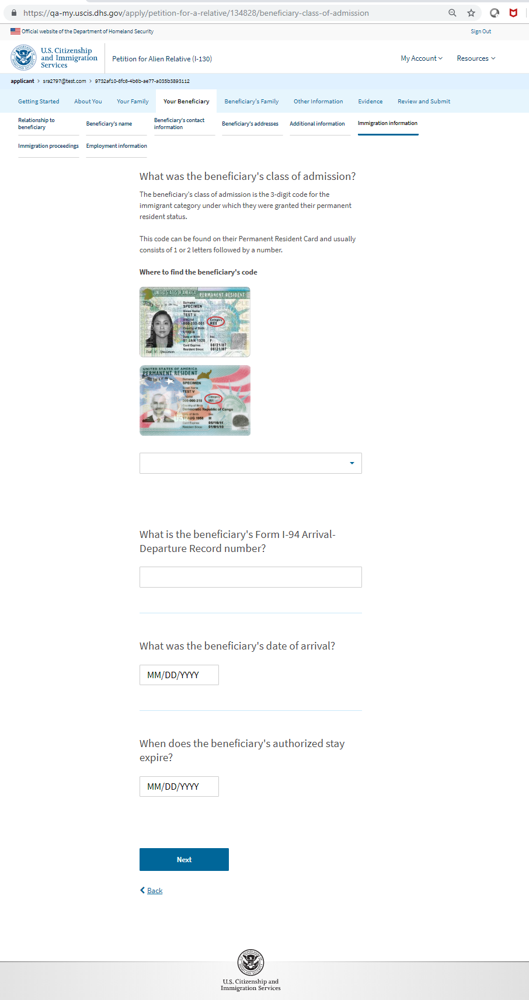 https://qa-my.uscis.dhs.gov/apply/petition-for-a-relative/134828/beneficiary-class-of-admission
Official website of the Department of Homeland Security
Sign Out
U.S. Citizenship
and Immigration
Services
Petition for Alien Relative (I-130)
My Account
Resources
applicant > sra2797@test.com > 9732af10-6fc6-4b6b-ae77-a035b3893112
Getting Started About You Your Family Your Beneficiary Beneficiary's Family Other Information Evidence Review and Submit
Relationship to
beneficiary
Beneficiary's name
Beneficiary's contact
information
Beneficiary's addresses
Additional information
Immigration information
Immigration proceedings
Employment information
What was the beneficiary's class of admission?
The beneficiary's class of admission is the 3-digit code for the
immigrant category under which they were granted their permanent
resident status.
This code can be found on their Permanent Resident Card and usually
consists of 1 or 2 letters followed by a number.
Where to find the beneficiary's code
UNITED STATES OF AMERICA
PERMANENT RESIDENT
Surname
SPECIMEN
Given Name
TEST V
USCIS#
000-000-001
Category
RE8
Country of Birth
Utopia
Date of Birth
01 JAN 1920
Sex
F
Card Expires: 08/21/07
Resident Since: 08/21/07
Test V. Specimen
UNITED STATES OF AMERICA
PERMANENT RESIDENT
Surname
SPECIMEN
Given Name
TEST V
USCIS#
000-000-318
Category
IR1
Country of Birth
Democratic Republic of Congo
Date of Birth
17 AUG 1958
Sex
M
Card Expires 05/16/11
Resident Since: 01/01/10
What is the beneficiary's Form I-94 Arrival-
Departure Record number?
What was the beneficiary's date of arrival?
MM/DD/YYYY
When does the beneficiary's authorized stay
expire?
MM/DD/YYYY
Next
Back
U.S. Citizenship and
Immigration Services